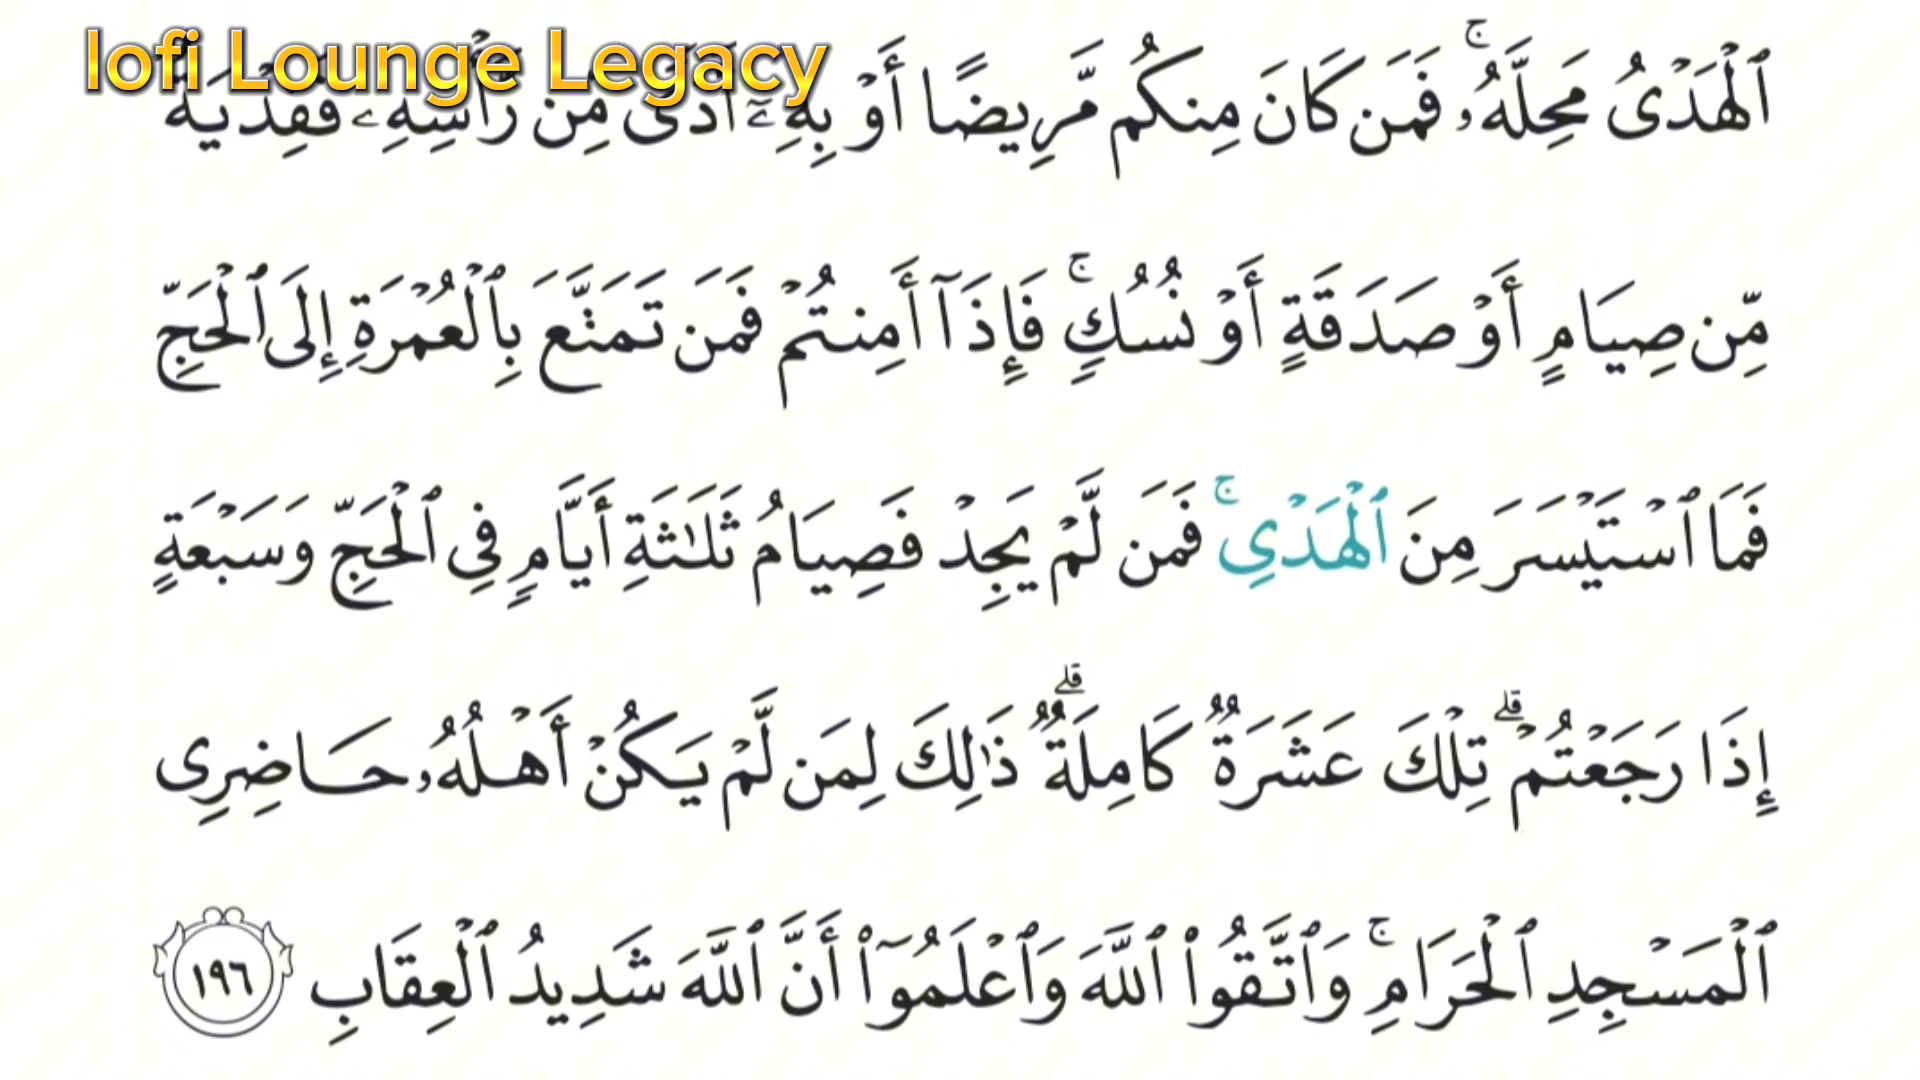 lofi Lounge Legacy
ٱلْهَدْىُ مَحِلَّهُۥ ۚ فَمَن كَانَ مِنكُم مَّرِيضًا أَوْ بِهِۦٓ أَذًى مِّن رَّأْسِهِۦ فَفِدْيَةٌ
مِّن صِيَامٍ أَوْ صَدَقَةٍ أَوْ نُسُكٍ ۚ فَإِذَآ أَمِنتُمْ فَمَن تَمَتَّعَ بِٱلْعُمْرَةِ إِلَى ٱلْحَجِّ
فَمَا ٱسْتَيْسَرَ مِنَ ٱلْهَدْىِ ۚ فَمَن لَّمْ يَجِدْ فَصِيَامُ ثَلَـٰثَةِ أَيَّامٍ فِى ٱلْحَجِّ وَسَبْعَةٍ
إِذَا رَجَعْتُمْ ۗ تِلْكَ عَشَرَةٌ كَامِلَةٌ ۗ ذَٰلِكَ لِمَن لَّمْ يَكُنْ أَهْلُهُۥ حَاضِرِى
ٱلْمَسْجِدِ ٱلْحَرَامِ ۚ وَٱتَّقُوا۟ ٱللَّهَ وَٱعْلَمُوٓا۟ أَنَّ ٱللَّهَ شَدِيدُ ٱلْعِقَابِ ١٩٦